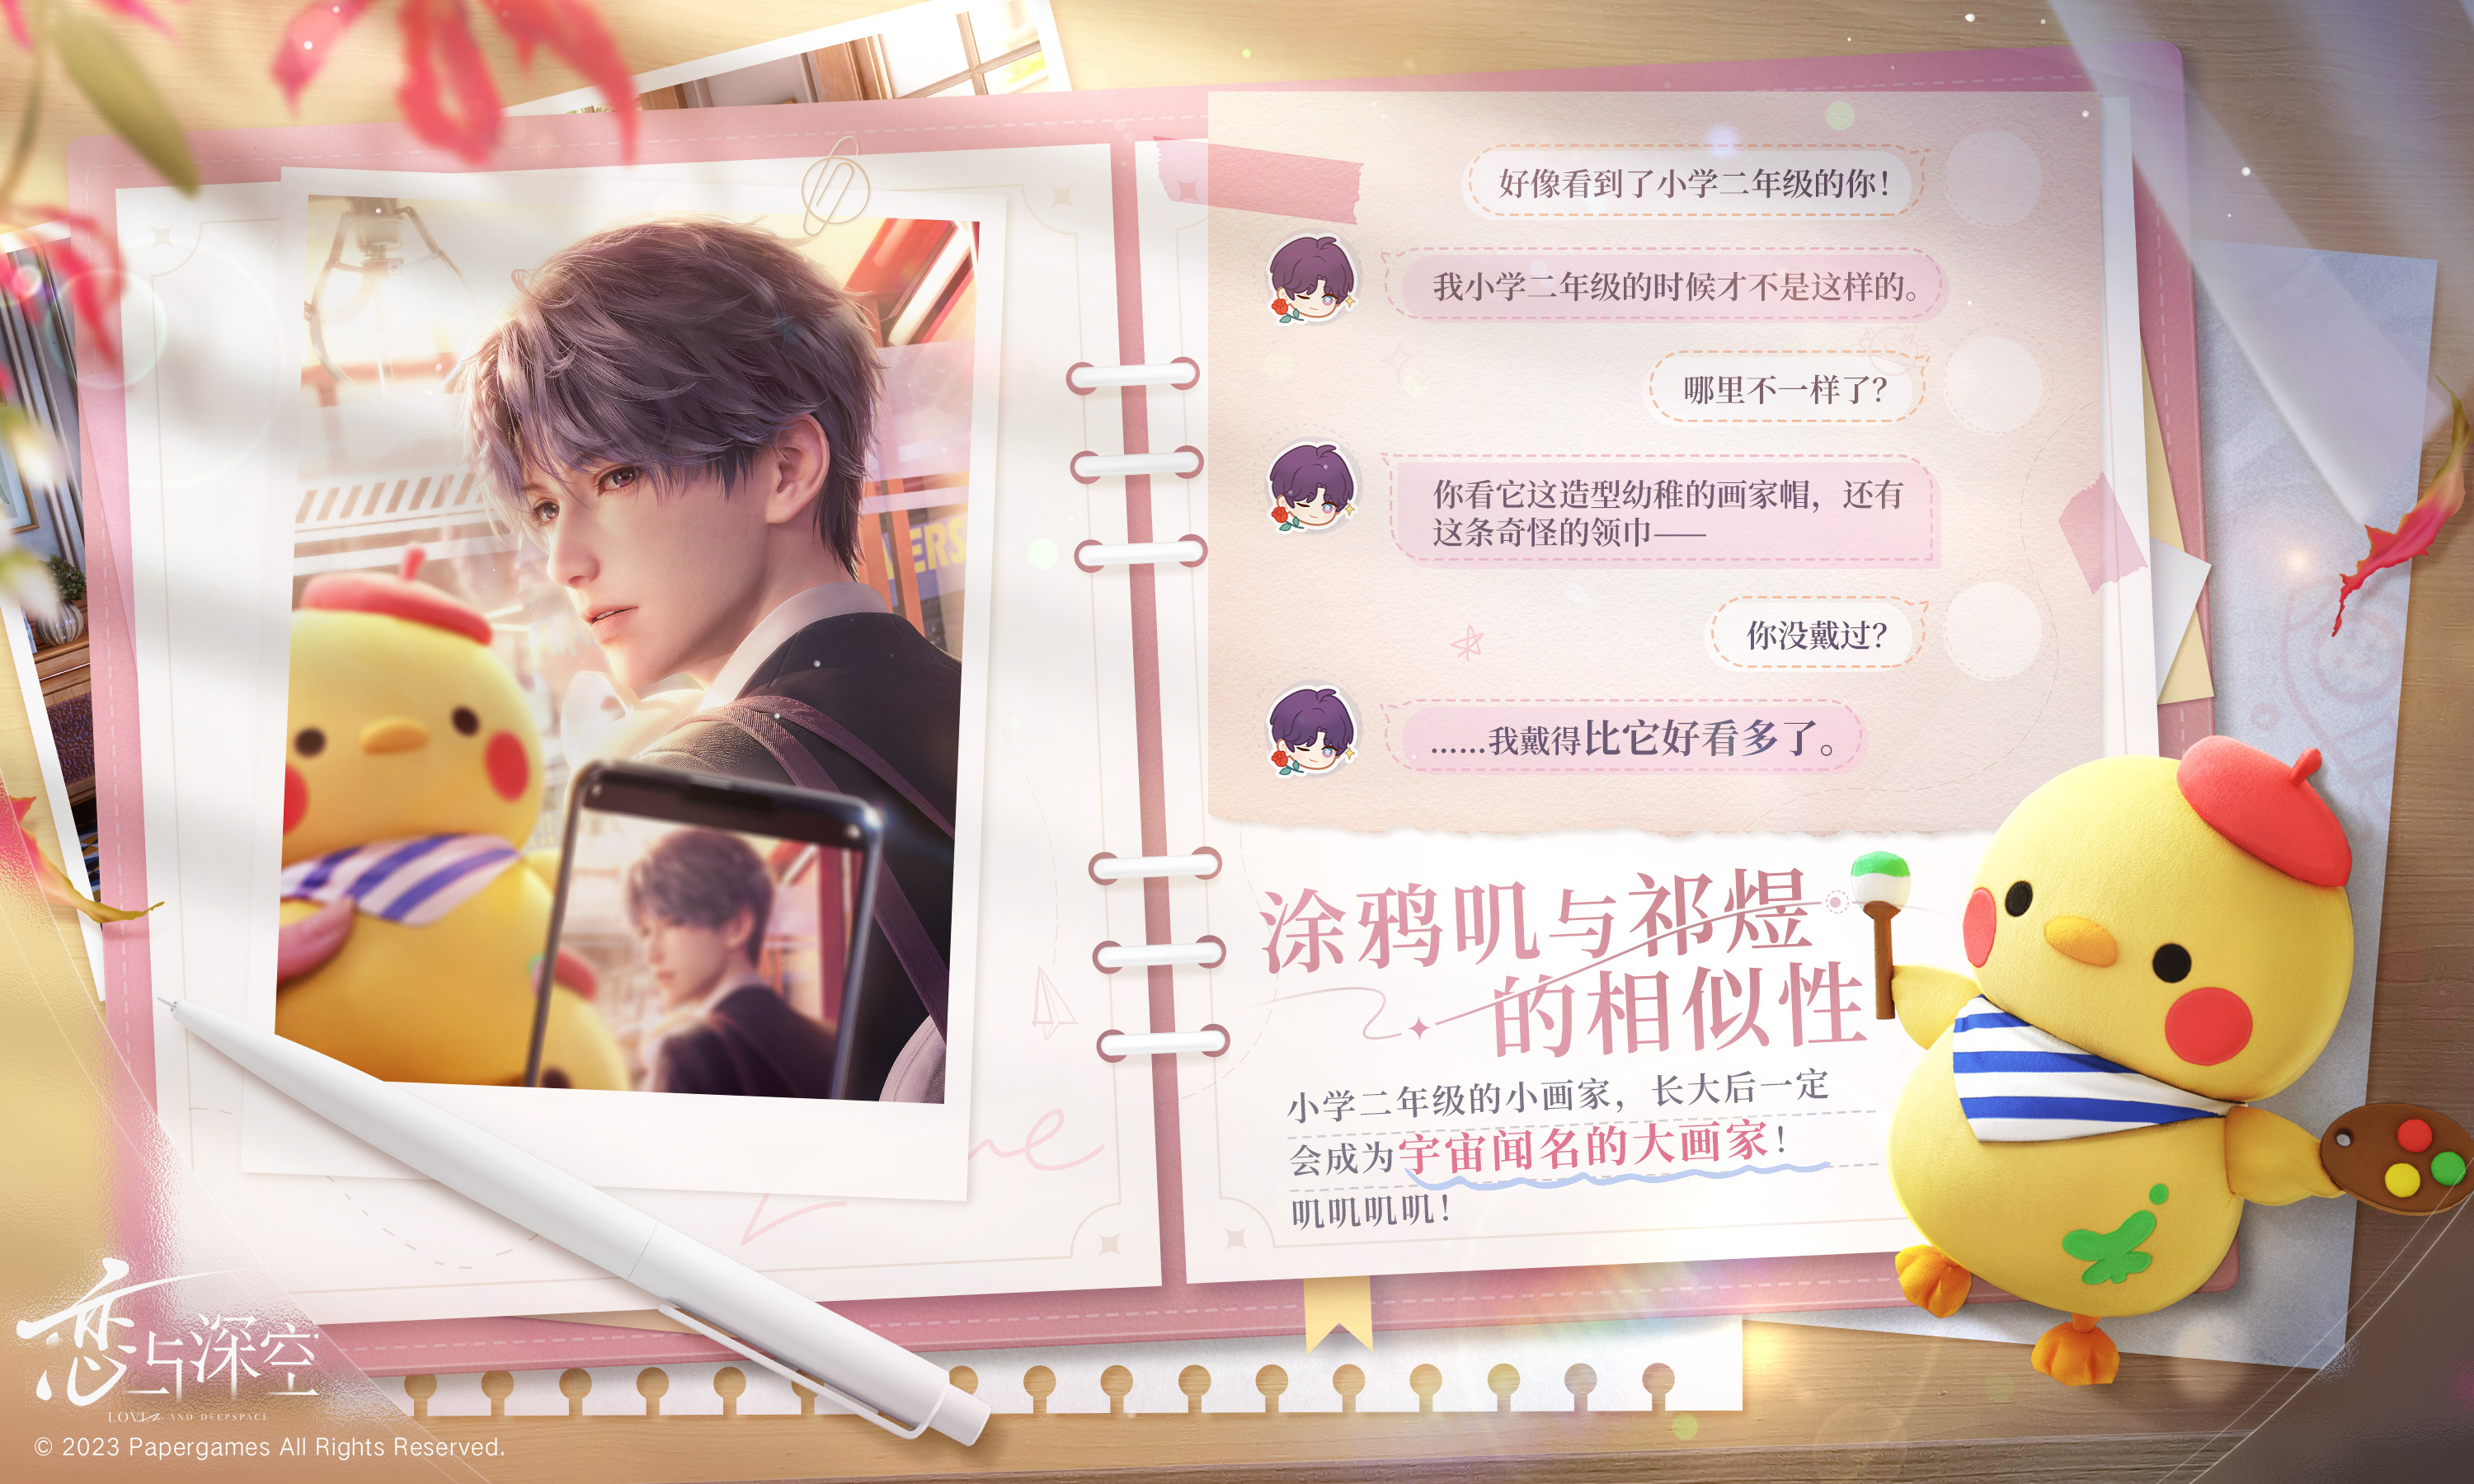 好像看到了小学二年级的你！
我小学二年级的时候才不是这样的。
哪里不一样了？
你看它这造型幼稚的画家帽，还有
这条奇怪的领巾——
你没戴过？
......我戴得比它好看多了。
涂鸦叽与祁煜
的相似性
小学二年级的小画家，长大后一定
会成为宇宙闻名的大画家！
叽叽叽叽！
ERS
恋与深空
LOVE AND DEEPSPACE
© 2023 Papergames All Rights Reserved.